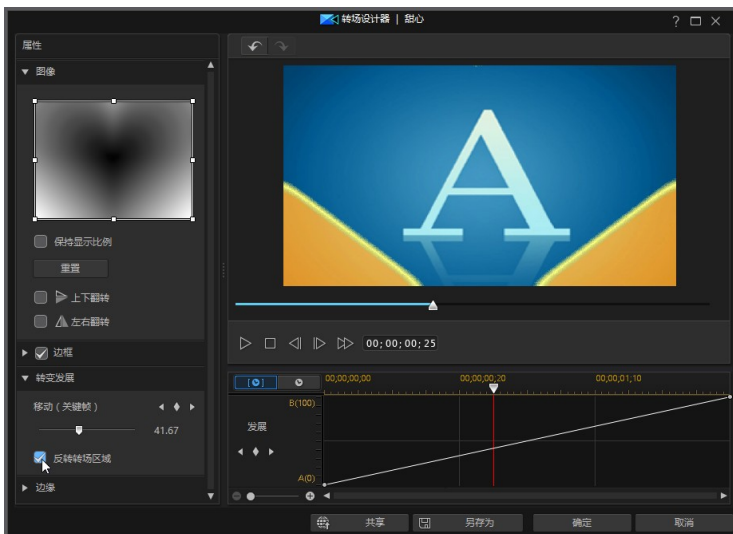 转场设计器 | 甜心
?
属性
图像
保持显示比例
重置
上下翻转
左右翻转
边框
转变发展
移动（关键帧）
41.67
反转转场区域
边缘
A
00;00;00;25
00;00;00;00
00;00;00;20
00;00;01;10
B(100)
发展
A(0)
共享
另存为
确定
取消